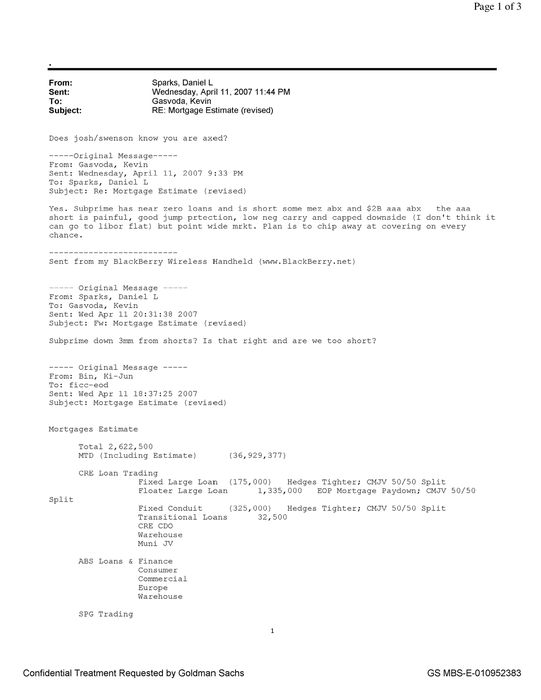 Page 1 of 3
.
From: Sparks, Daniel L
Sent: Wednesday, April 11, 2007 11:44 PM
To: Gasvoda, Kevin
Subject: RE: Mortgage Estimate (revised)
Does josh/swenson know you are axed?
-----Original Message-----
From: Gasvoda, Kevin
Sent: Wednesday, April 11, 2007 9:33 PM
To: Sparks, Daniel L
Subject: Re: Mortgage Estimate (revised)
Yes. Subprime has near zero loans and is short some mez abx and $2B aaa abx   the aaa
short is painful, good jump prtection, low neg carry and capped downside (I don't think it
can go to libor flat) but point wide mrkt. Plan is to chip away at covering on every
chance.
--------------------------
Sent from my BlackBerry Wireless Handheld (www.BlackBerry.net)
----- Original Message -----
From: Sparks, Daniel L
To: Gasvoda, Kevin
Sent: Wed Apr 11 20:31:38 2007
Subject: Fw: Mortgage Estimate (revised)
Subprime down 3mm from shorts? Is that right and are we too short?
----- Original Message -----
From: Bin, Ki-Jun
To: ficc-eod
Sent: Wed Apr 11 18:37:25 2007
Subject: Mortgage Estimate (revised)
Mortgages Estimate
Total 2,622,500
MTD (Including Estimate) (36,929,377)
CRE Loan Trading
Fixed Large Loan (175,000) Hedges Tighter; CMJV 50/50 Split
Floater Large Loan 1,335,000 EOP Mortgage Paydown; CMJV 50/50
Split
Fixed Conduit (325,000) Hedges Tighter; CMJV 50/50 Split
Transitional Loans 32,500
CRE CDO
Warehouse
Muni JV
ABS Loans & Finance
Consumer
Commercial
Europe
Warehouse
SPG Trading
1
Confidential Treatment Requested by Goldman Sachs GS MBS-E-010952383